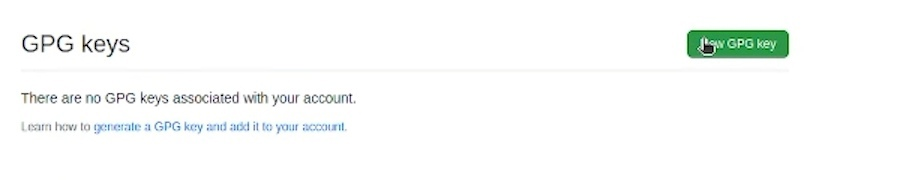 GPG keys
GPG key
There are no GPG keys associated with your account.
Learn how to generate a GPG key and add it to your account.